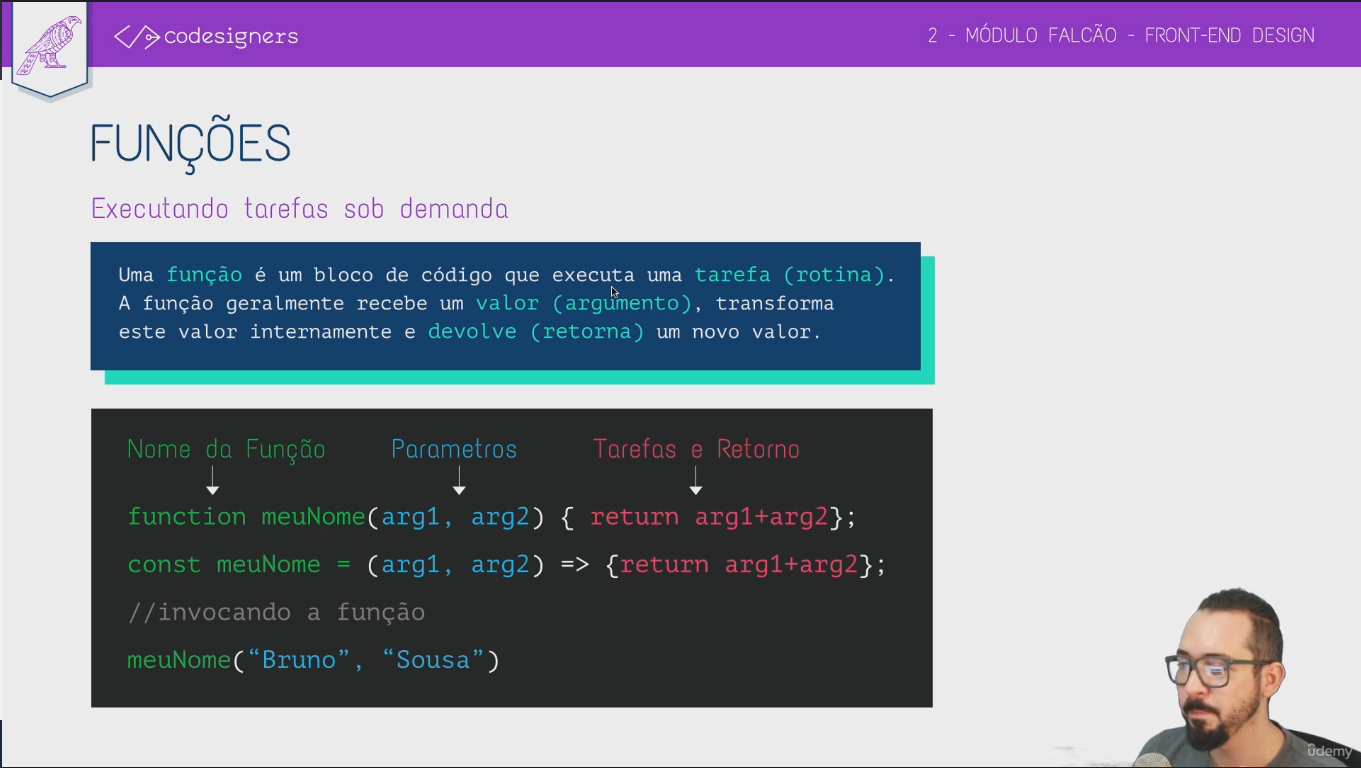 codesigners
2 - MÓDULO FALCÃO - FRONT-END DESIGN
FUNÇÕES
Executando tarefas sob demanda
Uma função é um bloco de código que executa uma tarefa (rotina).
A função geralmente recebe um valor (argumento), transforma
este valor internamente e devolve (retorna) um novo valor.
Nome da Função Parametros Tarefas e Retorno
function meuNome(arg1, arg2) { return arg1+arg2};
const meuNome = (arg1, arg2) => {return arg1+arg2};
//invocando a função
meuNome(“Bruno”, “Sousa”)
ûdemy